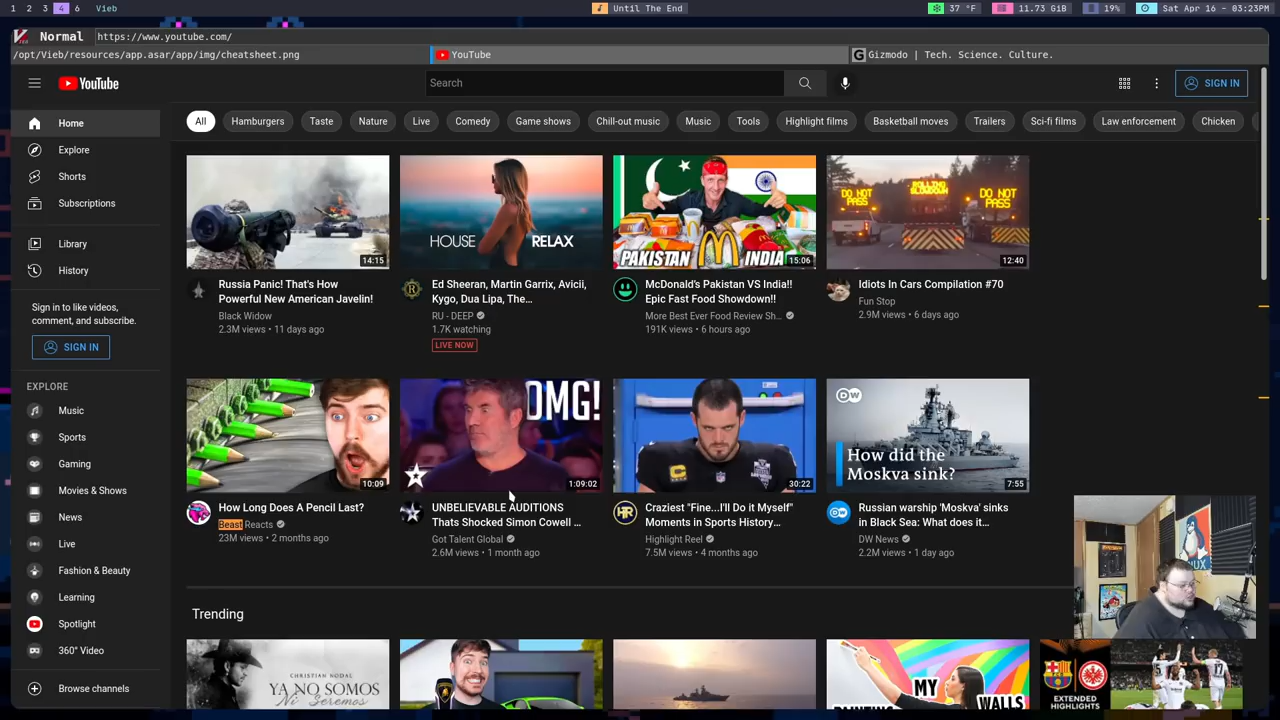 1 2 3 4 6 Vieb
Until The End
37 °F 11.73 GiB 19% Sat Apr 16 - 03:23PM
Normal https://www.youtube.com/
/opt/Vieb/resources/app.asar/app/img/cheatsheet.png YouTube Gizmodo | Tech. Science. Culture.
YouTube Search SIGN IN
All Hamburgers Taste Nature Live Comedy Game shows Chill-out music Music Tools Highlight films Basketball moves Trailers Sci-fi films Law enforcement Chicken
Home
Explore
Shorts
Subscriptions
Library
History
Sign in to like videos,
comment, and subscribe.
SIGN IN
EXPLORE
Music
Sports
Gaming
Movies & Shows
News
Live
Fashion & Beauty
Learning
Spotlight
360° Video
Browse channels
14:15
Russia Panic! That's How
Powerful New American Javelin!
Black Widow
2.3M views • 11 days ago
HOUSE RELAX
Ed Sheeran, Martin Garrix, Avicii,
Kygo, Dua Lipa, The...
RU - DEEP
1.7K watching
LIVE NOW
PAKISTAN INDIA
15:06
McDonald's Pakistan VS India!!
Epic Fast Food Showdown!!
More Best Ever Food Review Sh...
191K views • 6 hours ago
DO NOT PASS
ROLLING SLOWDOWN
DO NOT PASS
12:40
Idiots In Cars Compilation #70
Fun Stop
2.9M views • 6 days ago
10:09
How Long Does A Pencil Last?
Beast Reacts
23M views • 2 months ago
OMG!
1:09:02
UNBELIEVABLE AUDITIONS
Thats Shocked Simon Cowell ...
Got Talent Global
2.6M views • 1 month ago
30:22
Craziest "Fine...I'll Do it Myself"
Moments in Sports History...
Highlight Reel
7.5M views • 4 months ago
DW
How did the
Moskva sink?
7:55
Russian warship 'Moskva' sinks
in Black Sea: What does it...
DW News
2.2M views • 1 day ago
Trending
CHRISTIAN NODAL
YA NO SOMOS
Ni Seremos
MY
WALLS
EXTENDED
HIGHLIGHTS